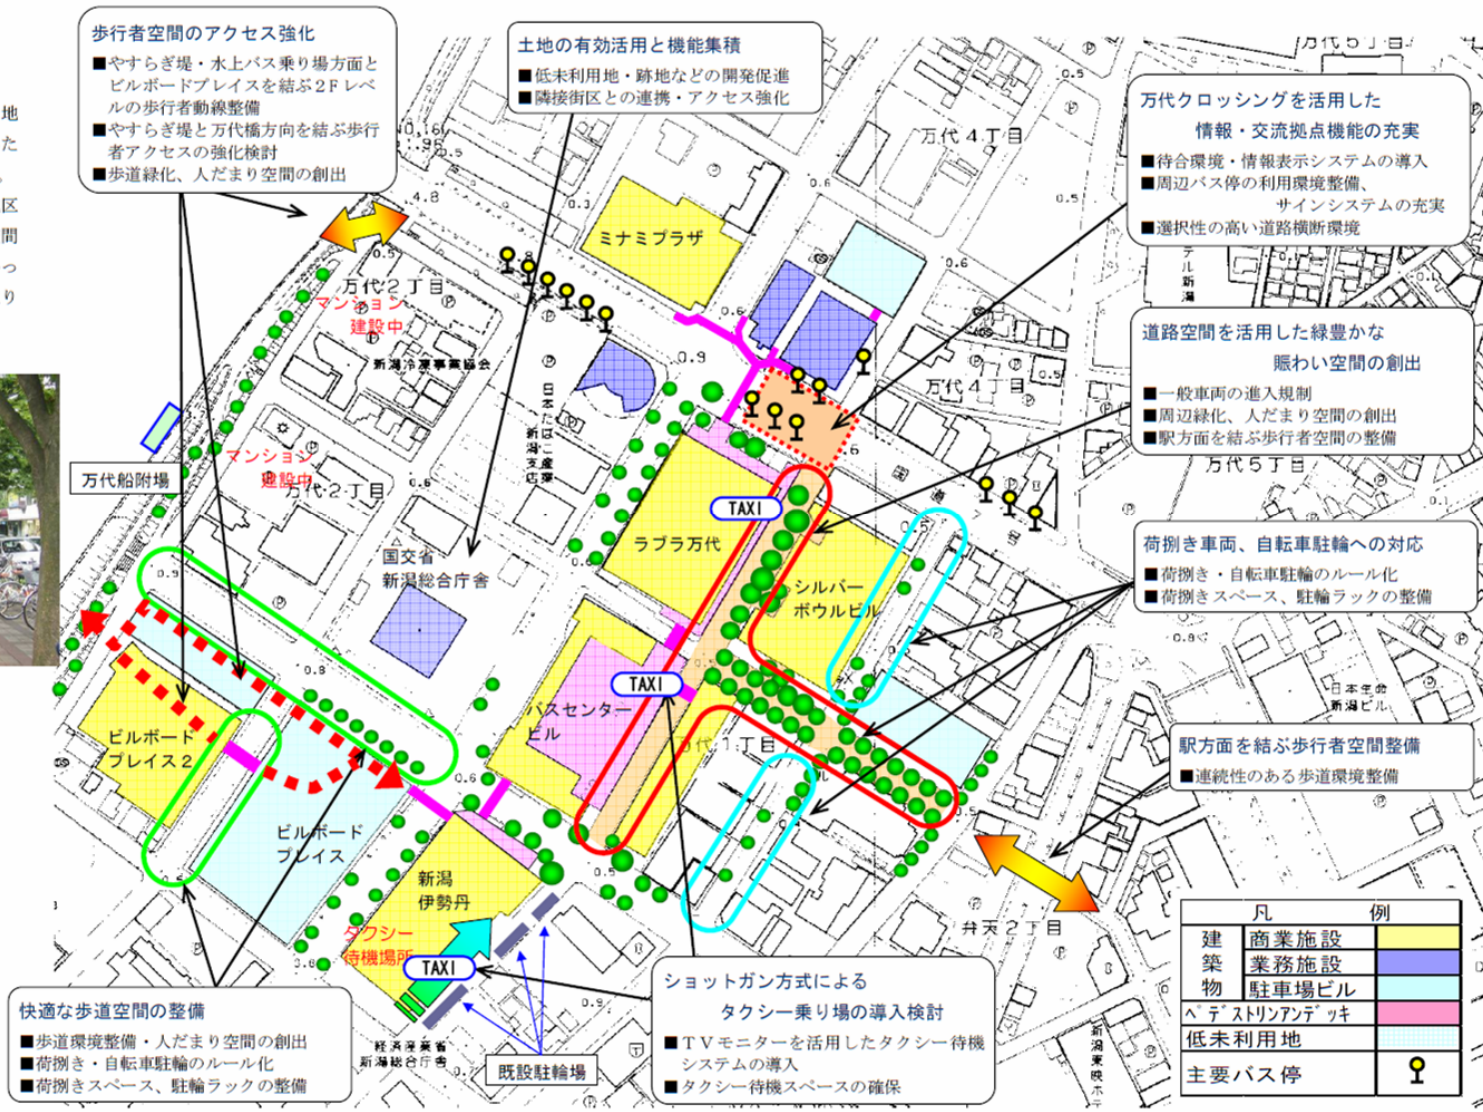 地
た
区
間
っ
り
歩行者空間のアクセス強化
■やすらぎ堤・水上バス乗り場方面と
ビルボードプレイスを結ぶ２Ｆレベ
ルの歩行者動線整備
■やすらぎ堤と万代橋方向を結ぶ歩行
者アクセスの強化検討
■歩道緑化、人だまり空間の創出
土地の有効活用と機能集積
■低未利用地・跡地などの開発促進
■隣接街区との連携・アクセス強化
万代５丁目
万代クロッシングを活用した
情報・交流拠点機能の充実
■待合環境・情報表示システムの導入
■周辺バス停の利用環境整備、
サインシステムの充実
■選択性の高い道路横断環境
万代４丁目
ミナミプラザ
テル新潟
万代２丁目
マンション
建設中
新潟冷凍事業協会
道路空間を活用した緑豊かな
賑わい空間の創出
■一般車両の進入規制
■周辺緑化、人だまり空間の創出
■駅方面を結ぶ歩行者空間の整備
万代４丁目
日本たばこ産業
新潟支店
マンション
建設中
万代２丁目
万代船附場
万代５丁目
TAXI
ラブラ万代
国交省
新潟総合庁舎
シルバー
ボウルビル
荷捌き車両、自転車駐輪への対応
■荷捌き・自転車駐輪のルール化
■荷捌きスペース、駐輪ラックの整備
TAXI
バスセンター
ビル
万代１丁目
日本生命
新潟ビル
ビルボード
プレイス２
駅方面を結ぶ歩行者空間整備
■連続性のある歩道環境整備
ビルボード
プレイス
新潟
伊勢丹
タクシー
待機場所
TAXI
弁天２丁目
快適な歩道空間の整備
■歩道環境整備・人だまり空間の創出
■荷捌き・自転車駐輪のルール化
■荷捌きスペース、駐輪ラックの整備
経済産業省
新潟総合庁舎
既設駐輪場
ショットガン方式による
タクシー乗り場の導入検討
■ＴＶモニターを活用したタクシー待機
システムの導入
■タクシー待機スペースの確保
新潟東映ホテ
凡　例
建築物
商業施設
業務施設
駐車場ビル
ペデストリアンデッキ
低未利用地
主要バス停